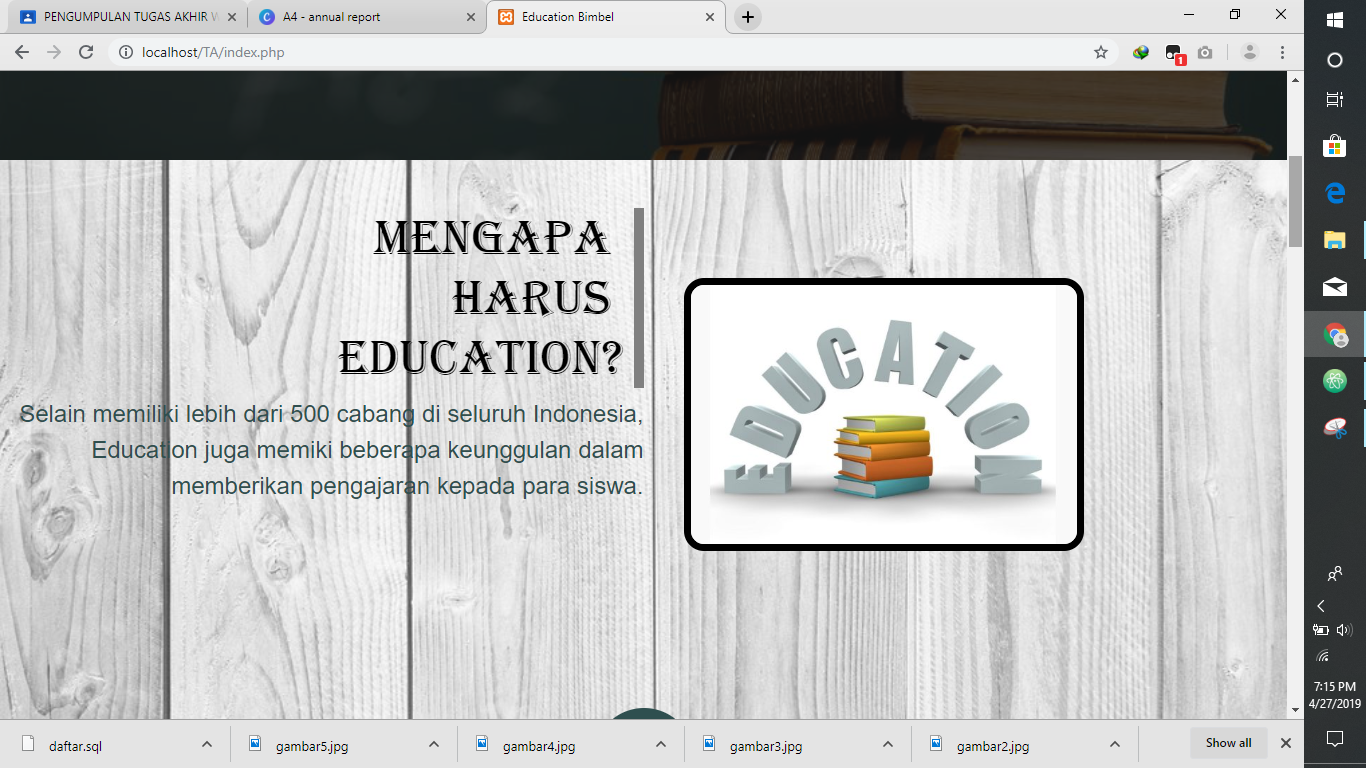 PENGUMPULAN TUGAS AKHIR W
A4 - annual report
Education Bimbel
localhost/TA/index.php
1
MENGAPA
HARUS
EDUCATION?
Selain memiliki lebih dari 500 cabang di seluruh Indonesia,
Education juga memiki beberapa keunggulan dalam
memberikan pengajaran kepada para siswa.
EDUCATION
7:15 PM
4/27/2019
daftar.sql
gambar5.jpg
gambar4.jpg
gambar3.jpg
gambar2.jpg
Show all